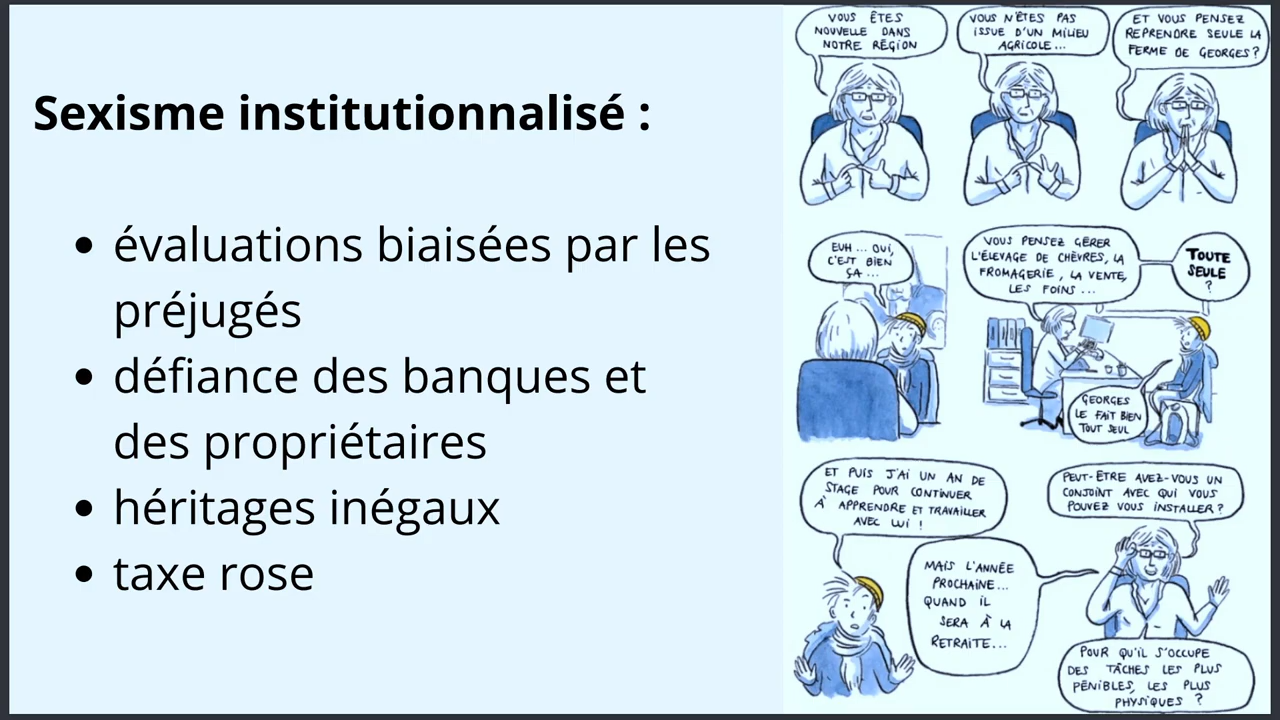 Sexisme institutionnalisé :
évaluations biaisées par les
préjugés
défiance des banques et
des propriétaires
héritages inégaux
taxe rose
VOUS ÊTES
NOUVELLE DANS
NOTRE RÉGION
VOUS N'ÊTES PAS
ISSUE D'UN MILIEU
AGRICOLE...
ET VOUS PENSEZ
REPRENDRE SEULE LA
FERME DE GEORGES ?
EUH ... OUI,
C'EST BIEN
ÇA ...
VOUS PENSEZ GÉRER
L'ÉLEVAGE DE CHÈVRES, LA
FROMAGERIE, LA VENTE,
LES FOINS ...
TOUTE
SEULE
?
GEORGES
LE FAIT BIEN
TOUT SEUL
ET PUIS J'AI UN AN DE
STAGE POUR CONTINUER
À APPRENDRE ET TRAVAILLER
AVEC LUI !
MAIS L'ANNÉE
PROCHAINE...
QUAND IL
SERA À LA
RETRAITE...
PEUT-ÊTRE AVEZ-VOUS UN
CONJOINT AVEC QUI VOUS
POUVEZ VOUS INSTALLER ?
POUR QU'IL S'OCCUPE
DES TÂCHES LES PLUS
PÉNIBLES, LES PLUS
PHYSIQUES ?